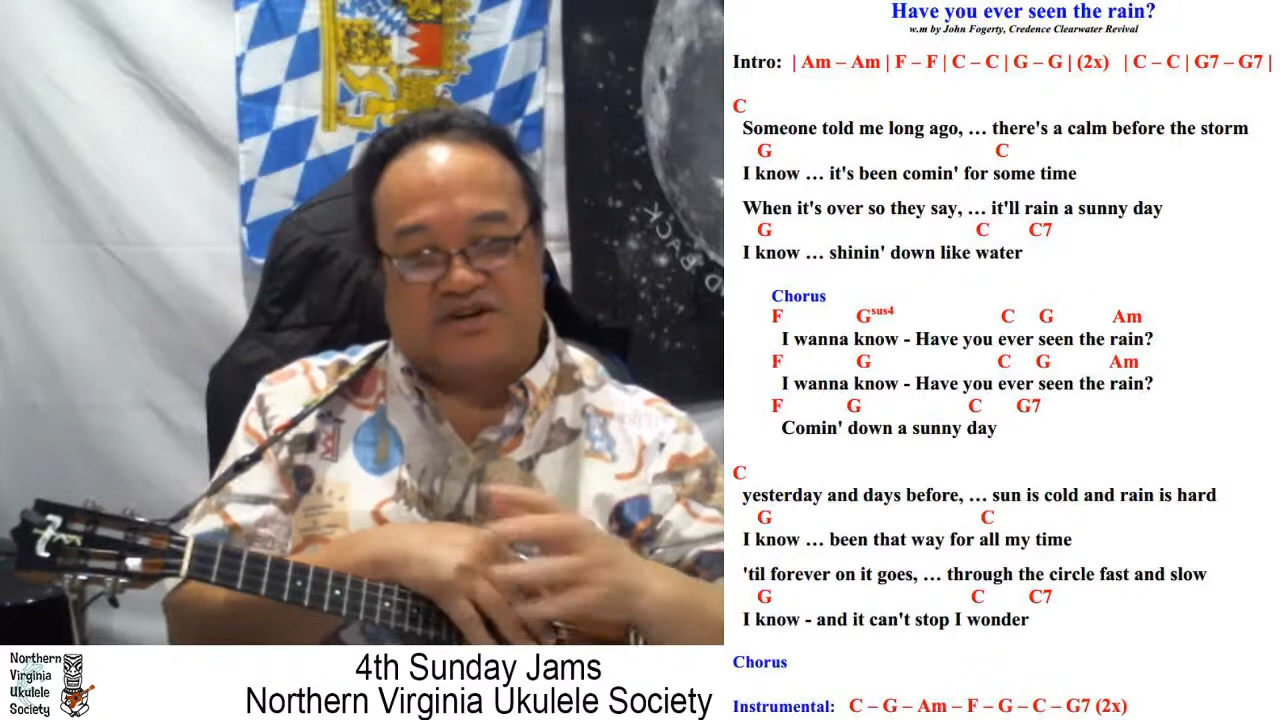 Have you ever seen the rain?
w.m by John Fogerty, Credence Clearwater Revival
Intro: | Am – Am | F – F | C – C | G – G | (2x) | C – C | G7 – G7 |
C
Someone told me long ago, … there's a calm before the storm
G C
I know … it's been comin' for some time
When it's over so they say, … it'll rain a sunny day
G C C7
I know … shinin' down like water
Chorus
F Gsus4 C G Am
I wanna know - Have you ever seen the rain?
F G C G Am
I wanna know - Have you ever seen the rain?
F G C G7
Comin' down a sunny day
C
yesterday and days before, … sun is cold and rain is hard
G C
I know … been that way for all my time
'til forever on it goes, … through the circle fast and slow
G C C7
I know - and it can't stop I wonder
Chorus
Instrumental: C – G – Am – F – G – C – G7 (2x)
BACK
Northern
Virginia
Ukulele
Society
4th Sunday Jams
Northern Virginia Ukulele Society